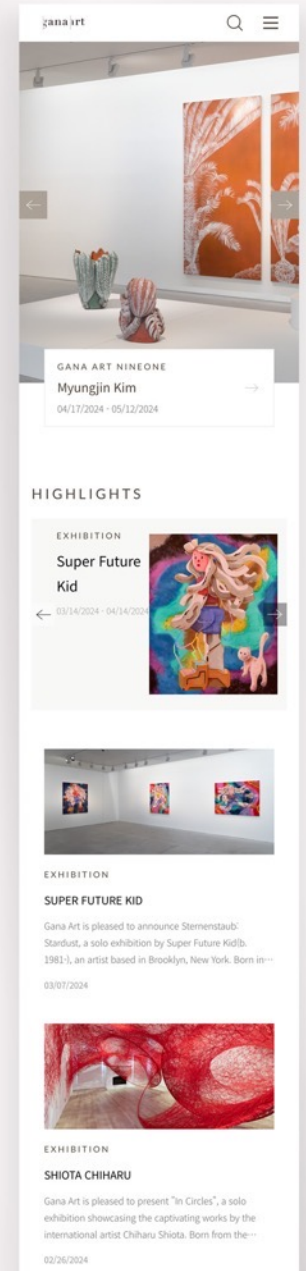 gana art
GANA ART NINEONE
Myungjin Kim
04/17/2024 - 05/12/2024
HIGHLIGHTS
EXHIBITION
Super Future
Kid
03/14/2024 - 04/14/2024
EXHIBITION
SUPER FUTURE KID
Gana Art is pleased to announce Sternenstaub:
Stardust, a solo exhibition by Super Future Kid(b.
1981-), an artist based in Brooklyn, New York. Born in…
03/07/2024
EXHIBITION
SHIOTA CHIHARU
Gana Art is pleased to present "In Circles", a solo
exhibition showcasing the captivating works by the
international artist Chiharu Shiota. Born from the…
02/26/2024